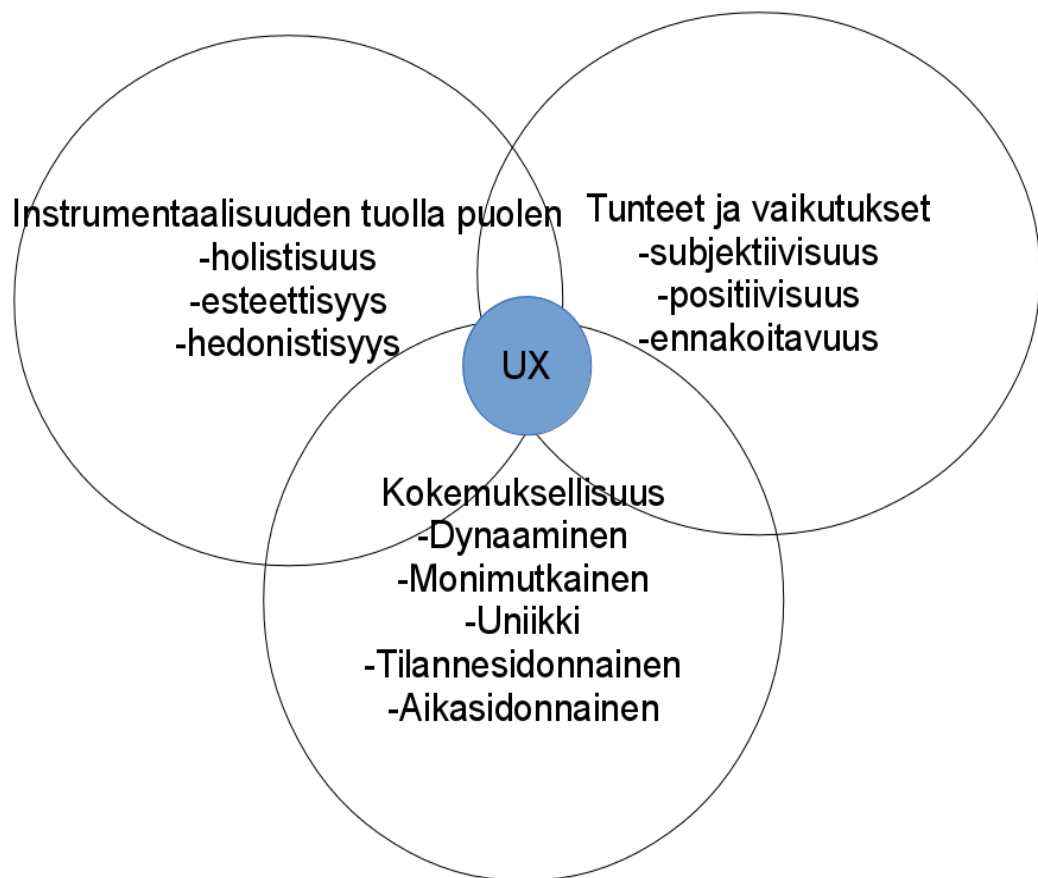 Instrumentaalisuuden tuolla puolen
-holistisuus
-esteettisyys
-hedonistisyys
Tunteet ja vaikutukset
-subjektiivisuus
-positiivisuus
-ennakoitavuus
UX
Kokemuksellisuus
-Dynaaminen
-Monimutkainen
-Uniikki
-Tilannesidonnainen
-Aikasidonnainen